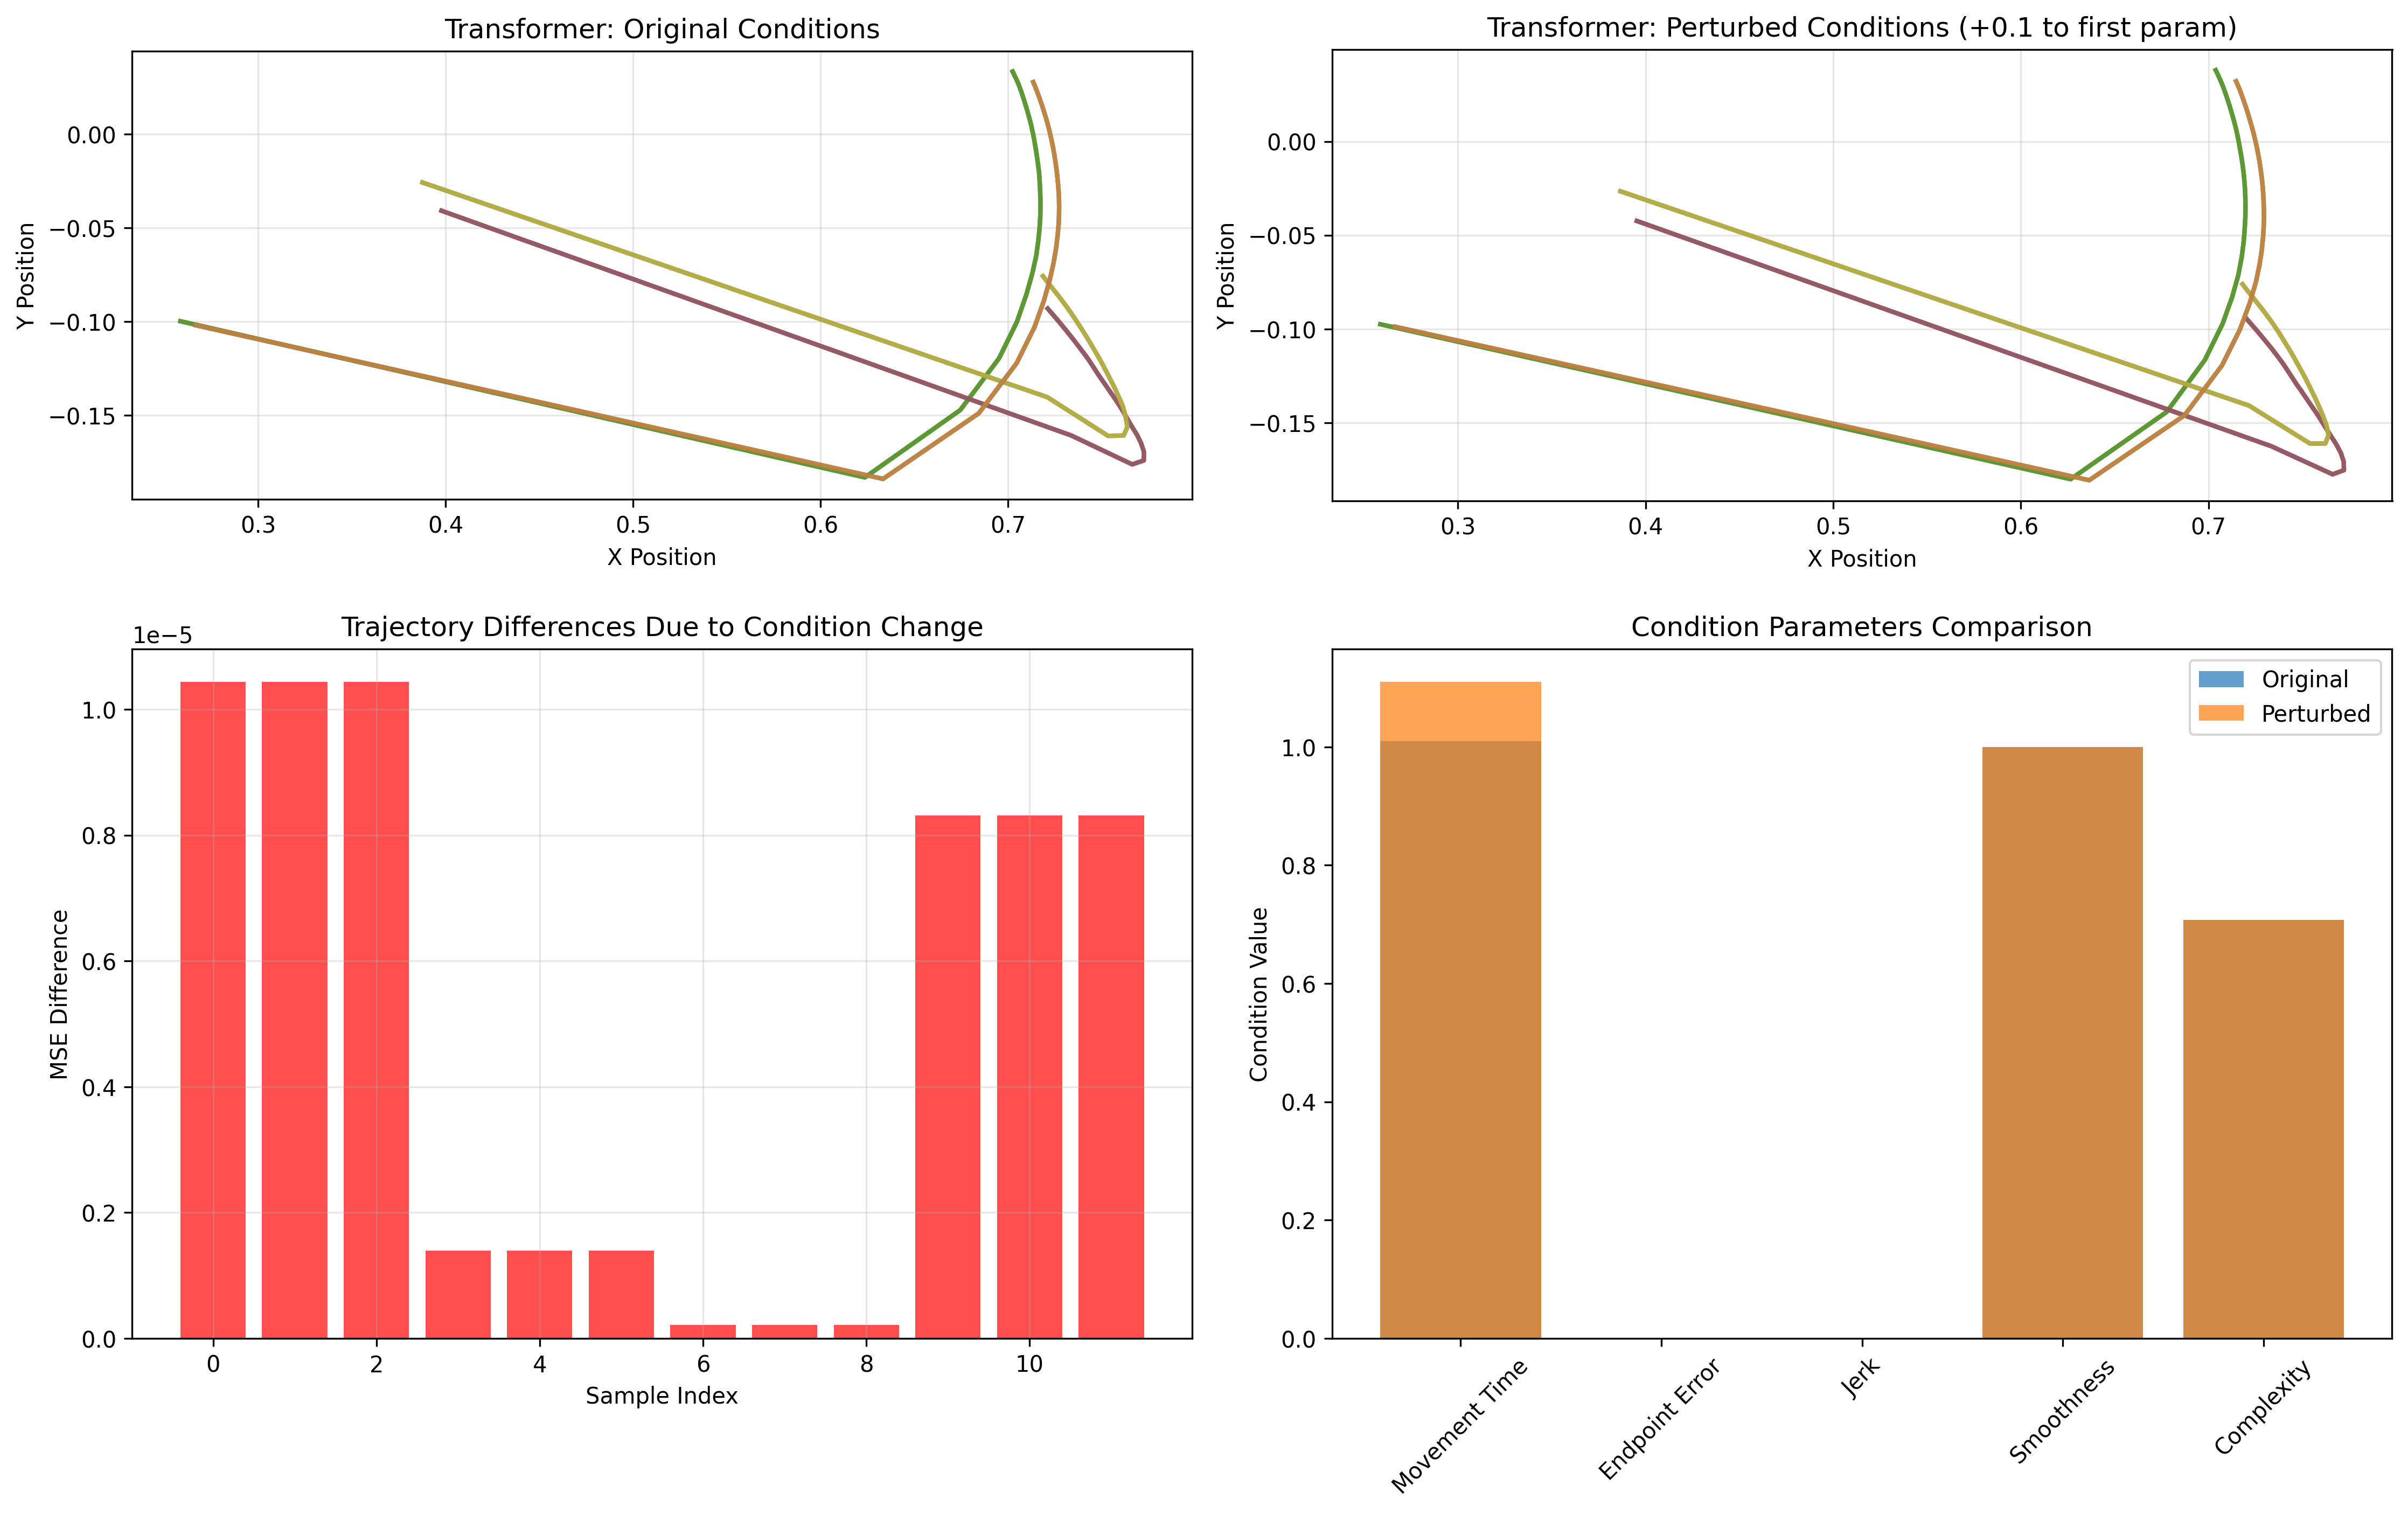 Transformer: Original Conditions
Y Position
0.00
−0.05
−0.10
−0.15
0.3 0.4 0.5 0.6 0.7
X Position
Transformer: Perturbed Conditions (+0.1 to first param)
Y Position
0.00
−0.05
−0.10
−0.15
0.3 0.4 0.5 0.6 0.7
X Position
Trajectory Differences Due to Condition Change
1e−5
MSE Difference
1.0
0.8
0.6
0.4
0.2
0.0
0 2 4 6 8 10
Sample Index
Condition Parameters Comparison
Original
Perturbed
Condition Value
1.0
0.8
0.6
0.4
0.2
0.0
Movement Time
Endpoint Error
Jerk
Smoothness
Complexity